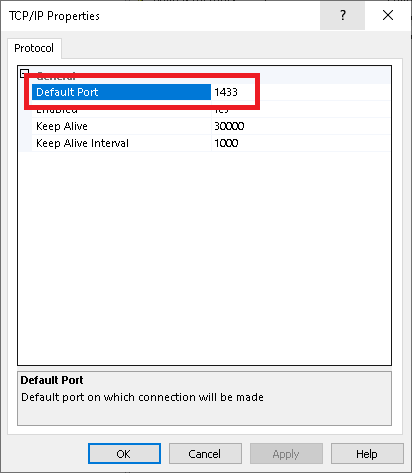 TCP/IP Properties ? ×
Protocol
General
Default Port 1433
Enabled Yes
Keep Alive 30000
Keep Alive Interval 1000
Default Port
Default port on which connection will be made
OK Cancel Apply Help